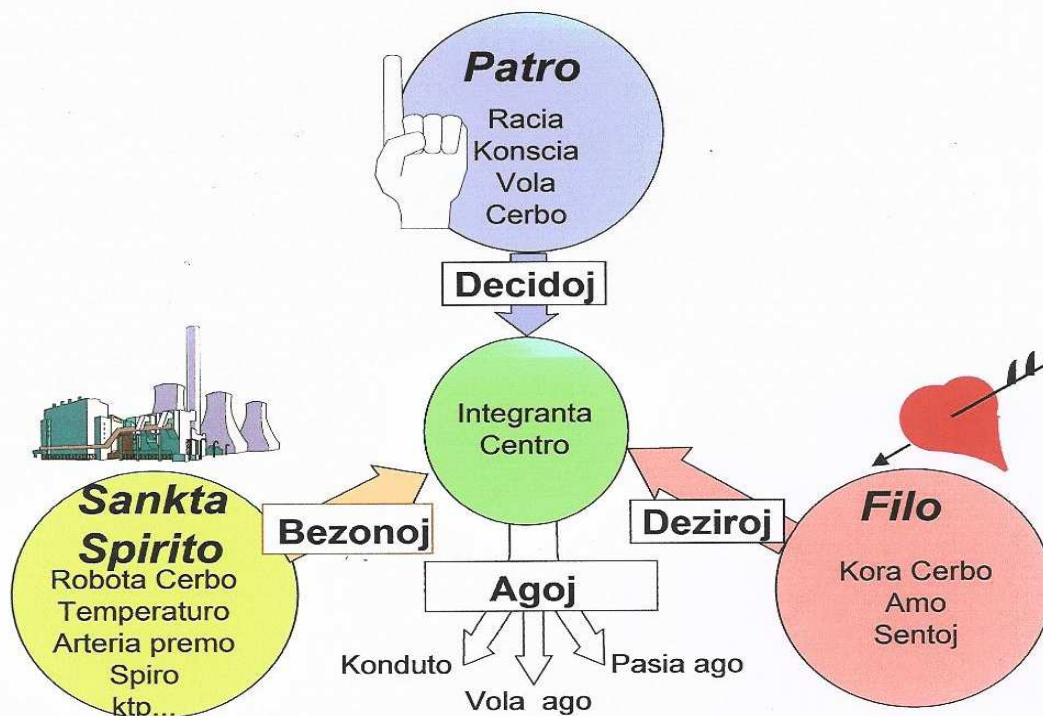 Patro
Racia
Konscia
Vola
Cerbo
Decidoj
Integranta
Centro
Sankta
Spirito
Robota Cerbo
Temperaturo
Arteria premo
Spiro
ktp...
Bezonoj
Deziroj
Filo
Kora Cerbo
Amo
Sentoj
Agoj
Konduto
Vola ago
Pasia ago